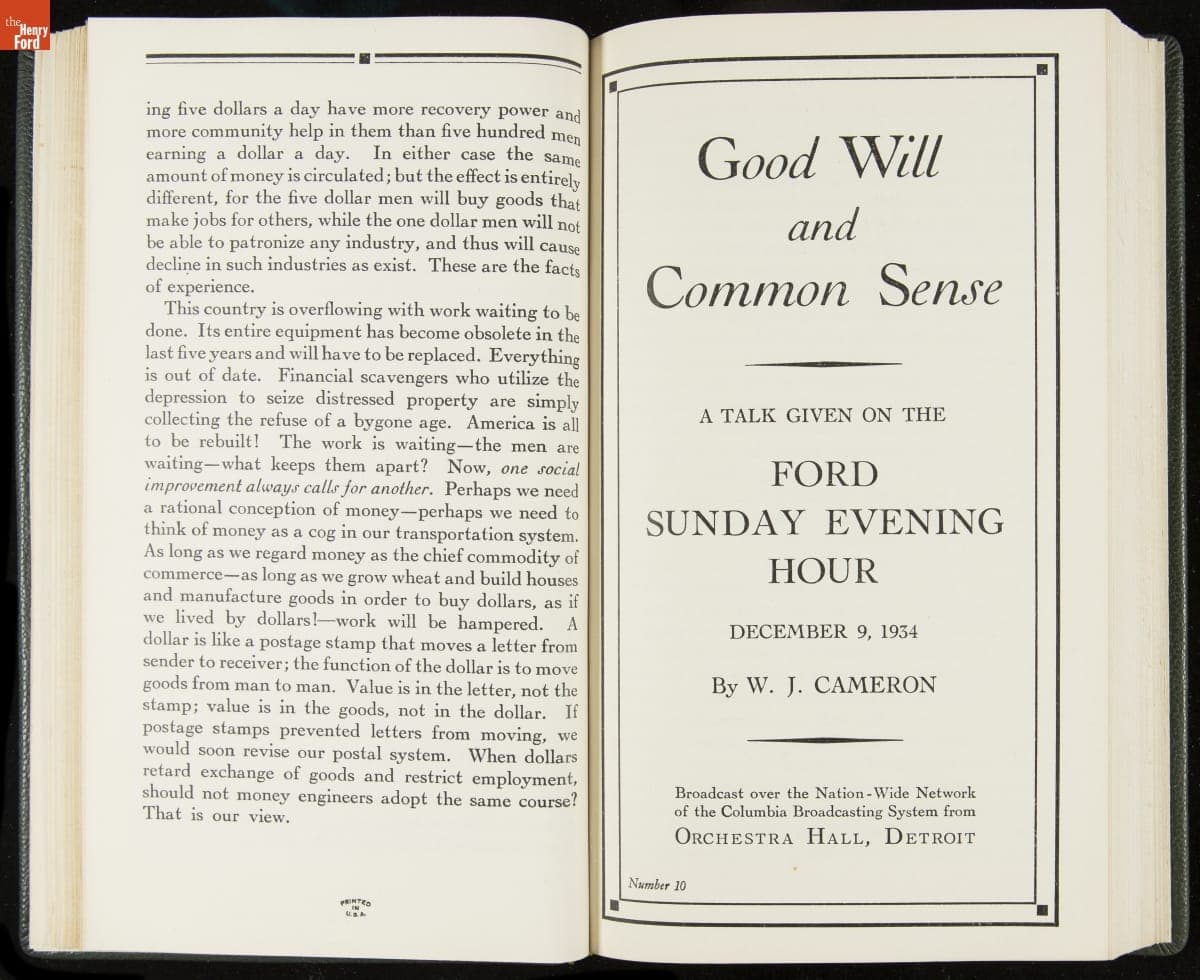 the
Henry
Ford
ing five dollars a day have more recovery power and
more community help in them than five hundred men
earning a dollar a day. In either case the same
amount of money is circulated; but the effect is entirely
different, for the five dollar men will buy goods that
make jobs for others, while the one dollar men will not
be able to patronize any industry, and thus will cause
decline in such industries as exist. These are the facts
of experience.
This country is overflowing with work waiting to be
done. Its entire equipment has become obsolete in the
last five years and will have to be replaced. Everything
is out of date. Financial scavengers who utilize the
depression to seize distressed property are simply
collecting the refuse of a bygone age. America is all
to be rebuilt! The work is waiting—the men are
waiting—what keeps them apart? Now, one social
improvement always calls for another. Perhaps we need
a rational conception of money—perhaps we need to
think of money as a cog in our transportation system.
As long as we regard money as the chief commodity of
commerce—as long as we grow wheat and build houses
and manufacture goods in order to buy dollars, as if
we lived by dollars!—work will be hampered. A
dollar is like a postage stamp that moves a letter from
sender to receiver; the function of the dollar is to move
goods from man to man. Value is in the letter, not the
stamp; value is in the goods, not in the dollar. If
postage stamps prevented letters from moving, we
would soon revise our postal system. When dollars
retard exchange of goods and restrict employment,
should not money engineers adopt the same course?
That is our view.
PRINTED
IN
U.S.A.
Good Will
and
Common Sense
A TALK GIVEN ON THE
FORD
SUNDAY EVENING
HOUR
DECEMBER 9, 1934
By W. J. CAMERON
Broadcast over the Nation-Wide Network
of the Columbia Broadcasting System from
ORCHESTRA HALL, DETROIT
Number 10